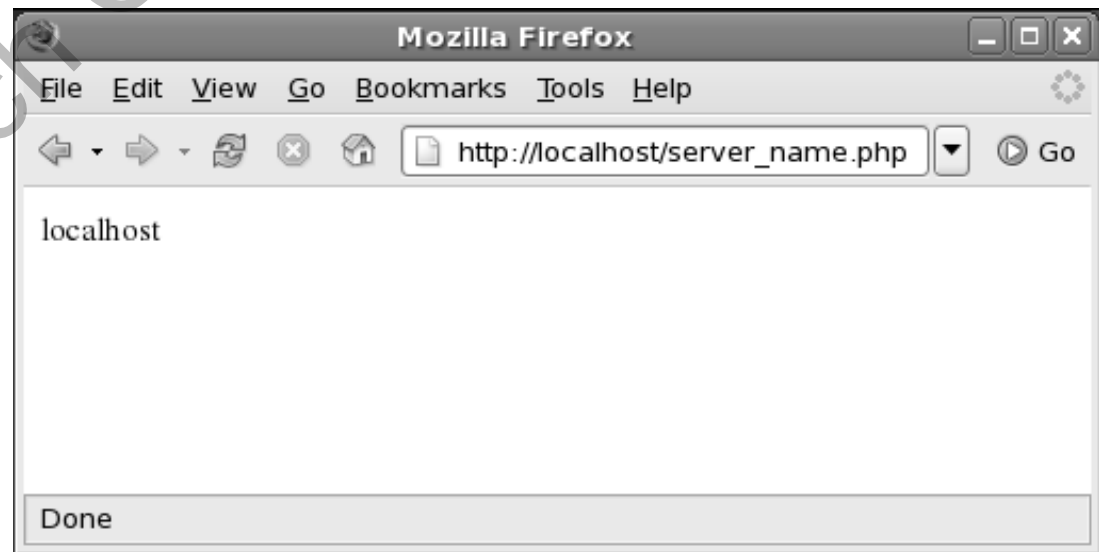 Mozilla Firefox
File Edit View Go Bookmarks Tools Help
http://localhost/server_name.php Go
localhost
Done